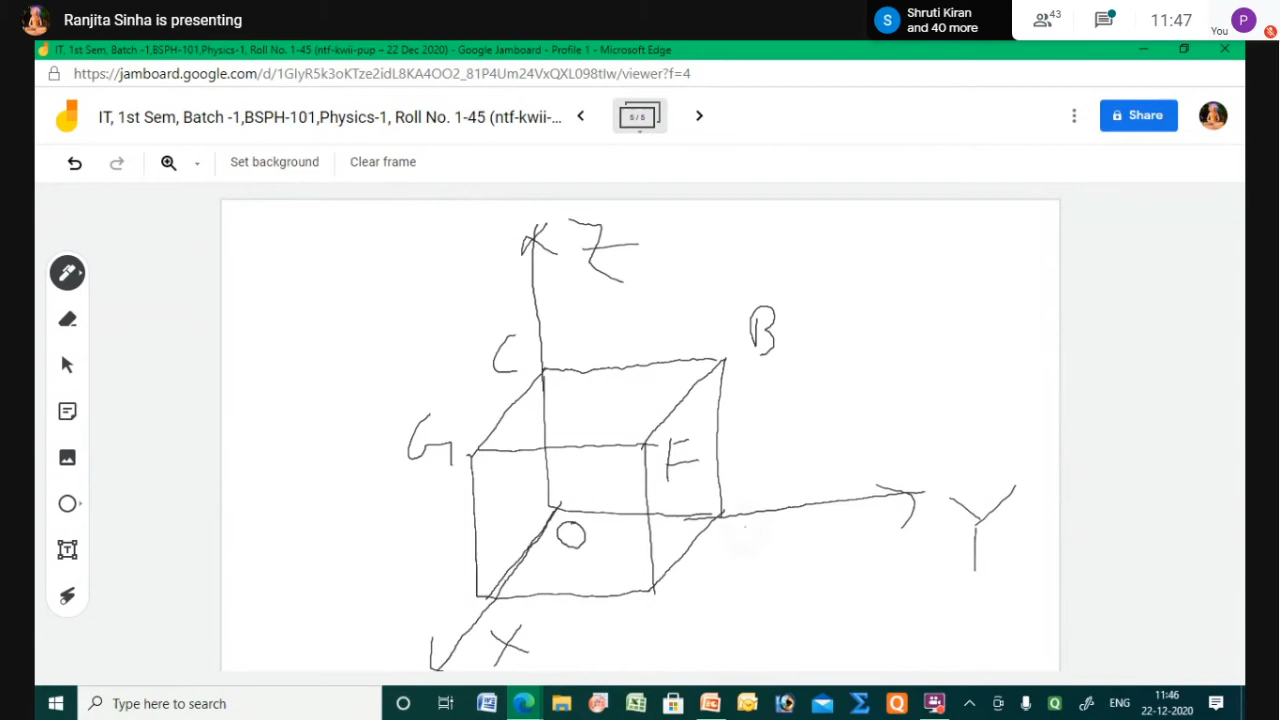 Ranjita Sinha is presenting
S
Shruti Kiran
and 40 more
43
11:47
You
P
IT, 1st Sem, Batch -1,BSPH-101,Physics-1, Roll No. 1-45 (ntf-kwii-pup – 22 Dec 2020) - Google Jamboard - Profile 1 - Microsoft Edge
https://jamboard.google.com/d/1GIyR5k3oKTze2idL8KA4OO2_81P4Um24VxQXL098tIw/viewer?f=4
IT, 1st Sem, Batch -1,BSPH-101,Physics-1, Roll No. 1-45 (ntf-kwii-...
5 / 5
Share
Set background
Clear frame
Z
B
C
G
F
O
Y
X
Type here to search
ENG
11:46
22-12-2020